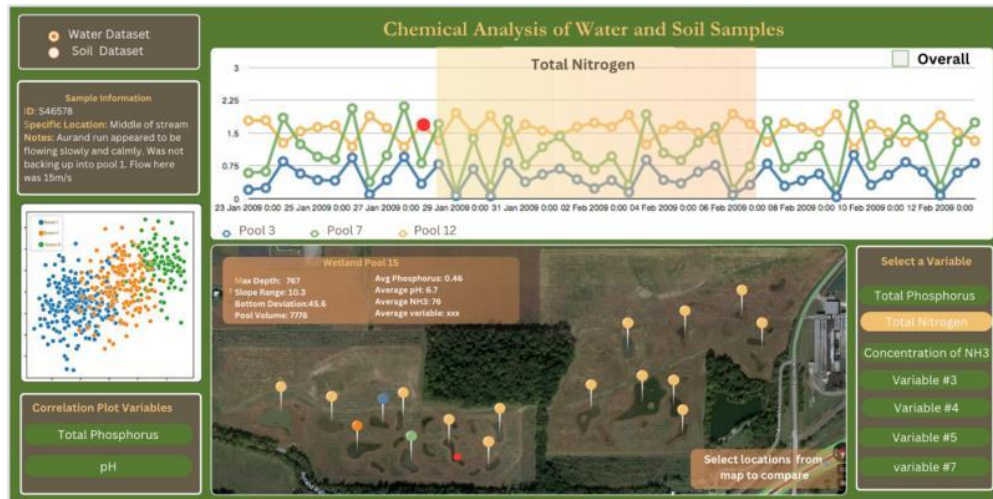 Water Dataset
Soil Dataset
Chemical Analysis of Water and Soil Samples
Sample Information
ID: S46578
Specific Location: Middle of stream
Notes: Aurand run appeared to be
flowing slowly and calmly. Was not
backing up into pool 1. Flow here
was 15m/s
Total Nitrogen
Overall
3
2.25
1.5
0.75
0
23 Jan 2009 0:00
25 Jan 2009 0:00
27 Jan 2009 0:00
29 Jan 2009 0:00
31 Jan 2009 0:00
02 Feb 2009 0:00
04 Feb 2009 0:00
06 Feb 2009 0:00
08 Feb 2009 0:00
10 Feb 2009 0:00
12 Feb 2009 0:00
Pool 3
Pool 7
Pool 12
Correlation Plot Variables
Total Phosphorus
pH
Wetland Pool 15
Max Depth: 767
Slope Range: 10.3
Bottom Deviation:45.6
Pool Volume: 7778
Avg Phosphorus: 0.46
Average pH: 6.7
Average NH3: 76
Average variable: xxx
Select locations from
map to compare
Select a Variable
Total Phosphorus
Total Nitrogen
Concentration of NH3
Variable #3
Variable #4
Variable #5
variable #7